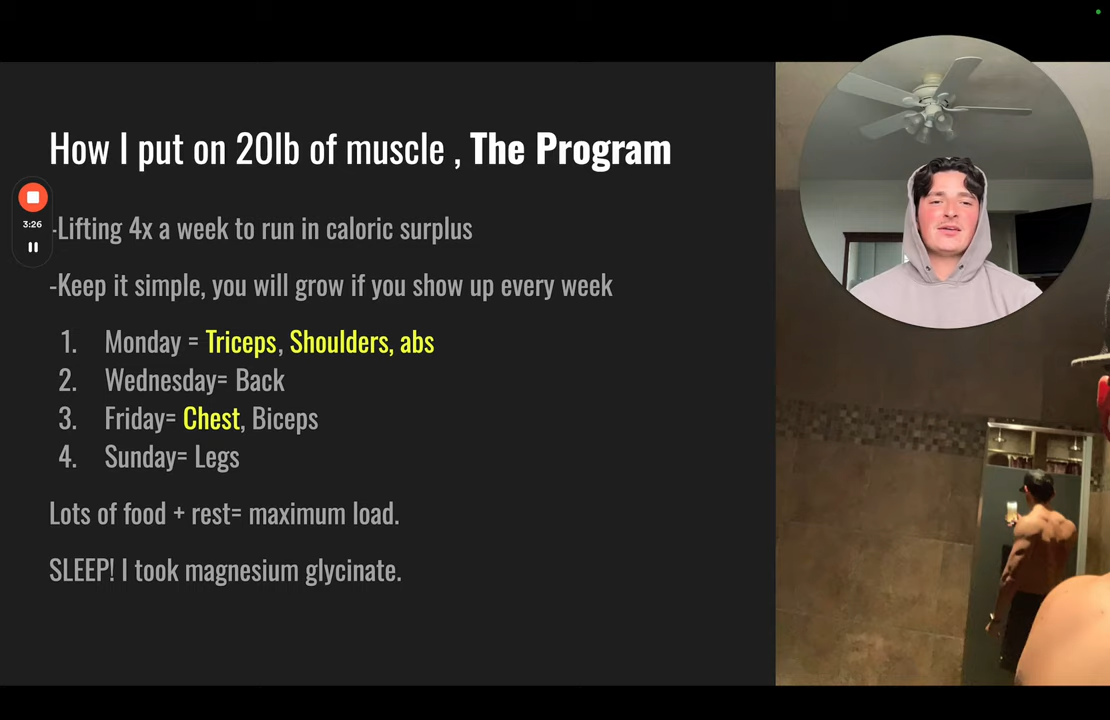 How I put on 20lb of muscle , The Program
3:26
-Lifting 4x a week to run in caloric surplus
-Keep it simple, you will grow if you show up every week
1. Monday = Triceps, Shoulders, abs
2. Wednesday= Back
3. Friday= Chest, Biceps
4. Sunday= Legs
Lots of food + rest= maximum load.
SLEEP! I took magnesium glycinate.